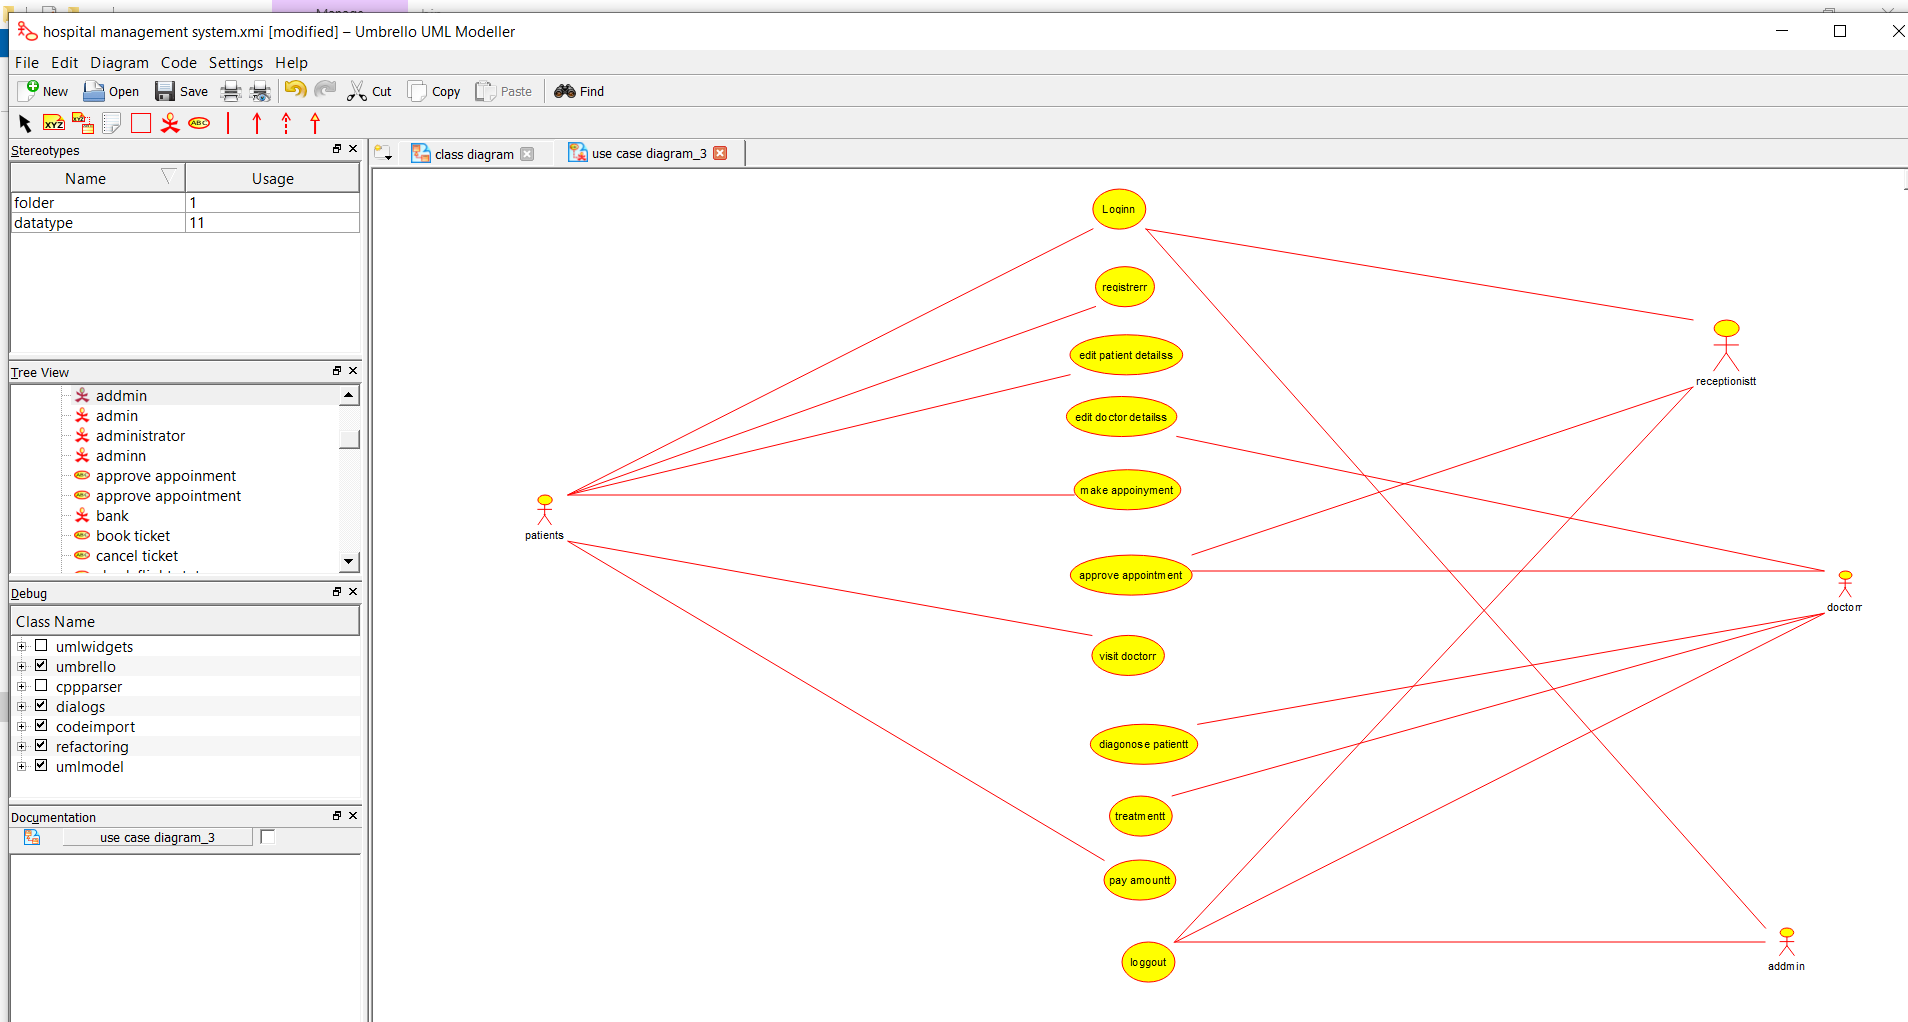 hospital management system.xmi [modified] – Umbrello UML Modeller
File Edit Diagram Code Settings Help
New Open Save Cut Copy Paste Find
Stereotypes
Name Usage
folder 1
datatype 11
Tree View
addmin
admin
administrator
adminn
approve appoinment
approve appointment
bank
book ticket
cancel ticket
Debug
Class Name
umlwidgets
umbrello
cppparser
dialogs
codeimport
refactoring
umlmodel
Documentation
use case diagram_3
class diagram
use case diagram_3
Loginn
registrerr
edit patient detailss
edit doctor detailss
make appoinyment
approve appointment
visit doctorr
diagonose patientt
treatmentt
pay amountt
loggout
patients
receptionistt
doctorr
addmin